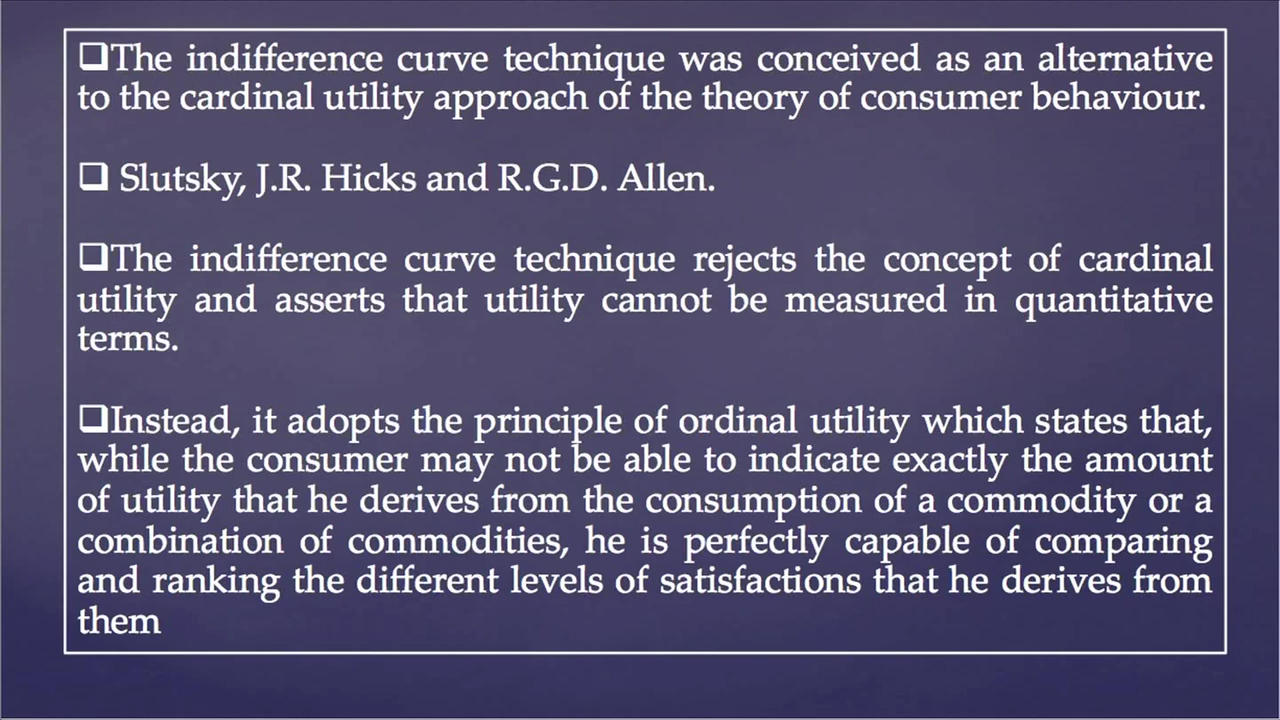 ❑The indifference curve technique was conceived as an alternative
to the cardinal utility approach of the theory of consumer behaviour.
❑ Slutsky, J.R. Hicks and R.G.D. Allen.
❑The indifference curve technique rejects the concept of cardinal
utility and asserts that utility cannot be measured in quantitative
terms.
❑Instead, it adopts the principle of ordinal utility which states that,
while the consumer may not be able to indicate exactly the amount
of utility that he derives from the consumption of a commodity or a
combination of commodities, he is perfectly capable of comparing
and ranking the different levels of satisfactions that he derives from
them